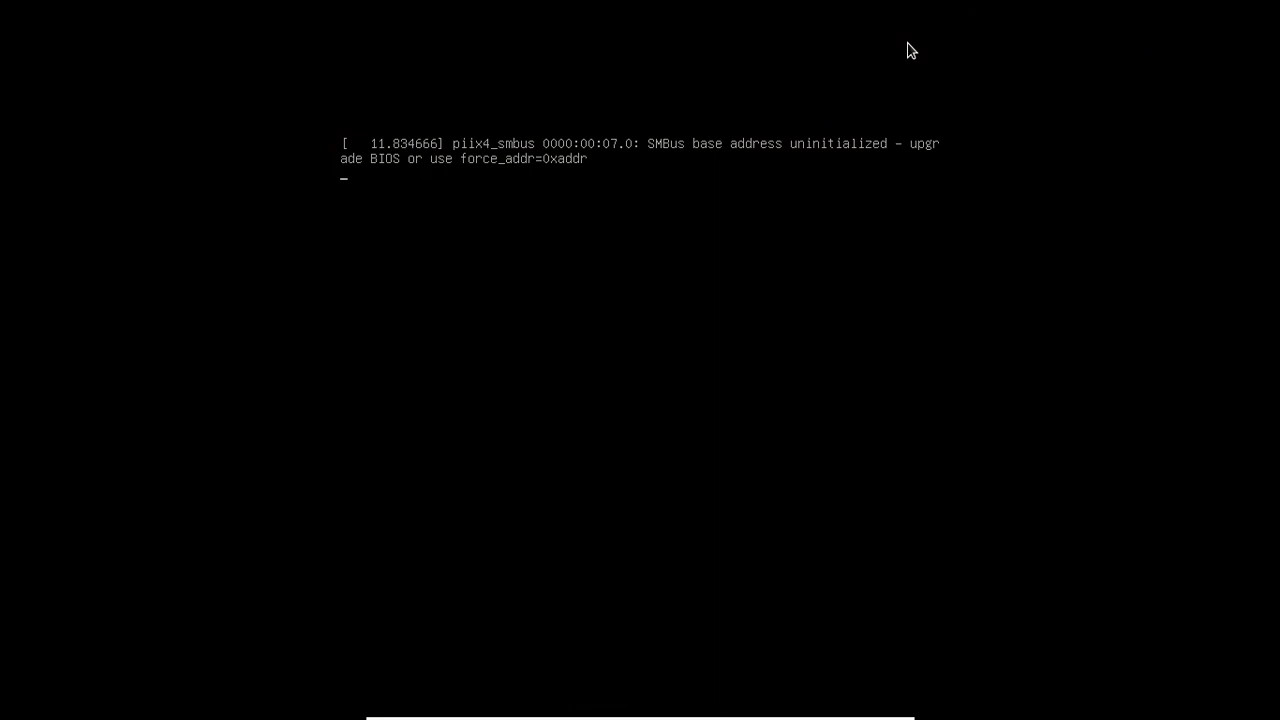 [   11.834666] piix4_smbus 0000:00:07.0: SMBus base address uninitialized - upgr
ade BIOS or use force_addr=0xaddr
_